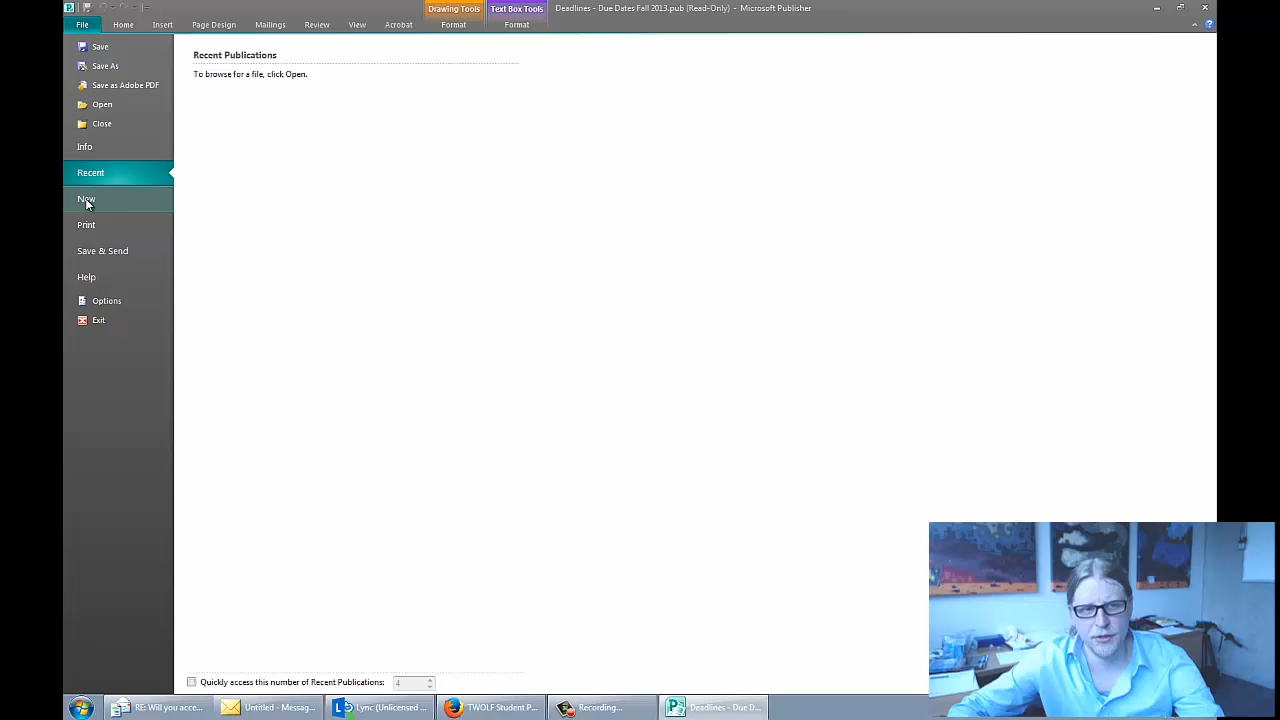 Drawing Tools Text Box Tools Deadlines - Due Dates Fall 2013.pub (Read-Only) - Microsoft Publisher
File Home Insert Page Design Mailings Review View Acrobat Format Format
Save
Save As
Save as Adobe PDF
Open
Close
Info
Recent
New
Print
Save & Send
Help
Options
Exit
Recent Publications
To browse for a file, click Open.
Quickly access this number of Recent Publications: 4
RE: Will you acce... Untitled - Messag... Lync (Unlicensed ... TWOLF Student P... Recording... Deadlines - Due D...